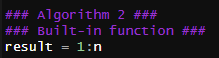 ### Algorithm 2 ###
### Built-in function ###
result = 1:n